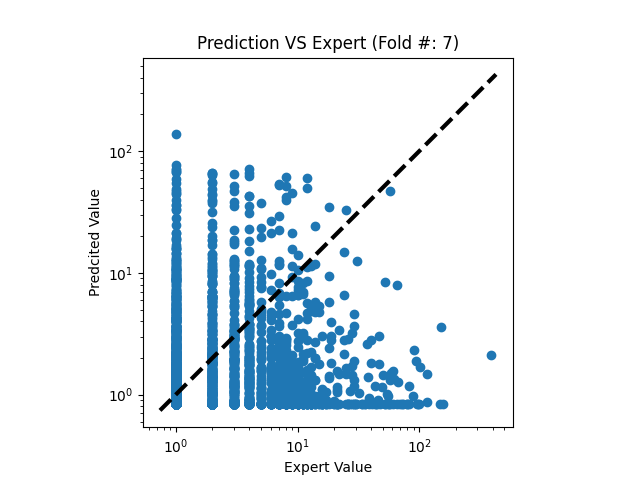 Prediction VS Expert (Fold #: 7)
Predcited Value
10²
10¹
10⁰
10⁰ 10¹ 10²
Expert Value